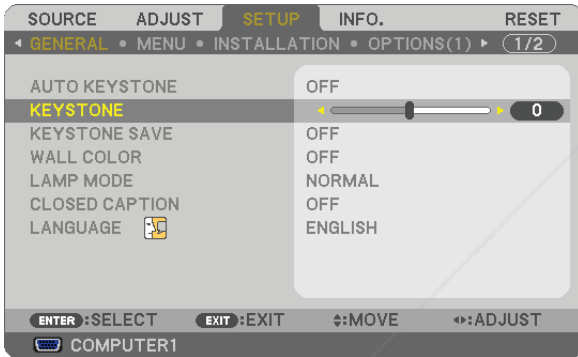 SOURCE ADJUST SETUP INFO. RESET
GENERAL • MENU • INSTALLATION • OPTIONS(1) 1/2
AUTO KEYSTONE OFF
KEYSTONE 0
KEYSTONE SAVE OFF
WALL COLOR OFF
LAMP MODE NORMAL
CLOSED CAPTION OFF
LANGUAGE ENGLISH
ENTER :SELECT EXIT :EXIT :MOVE :ADJUST
COMPUTER1